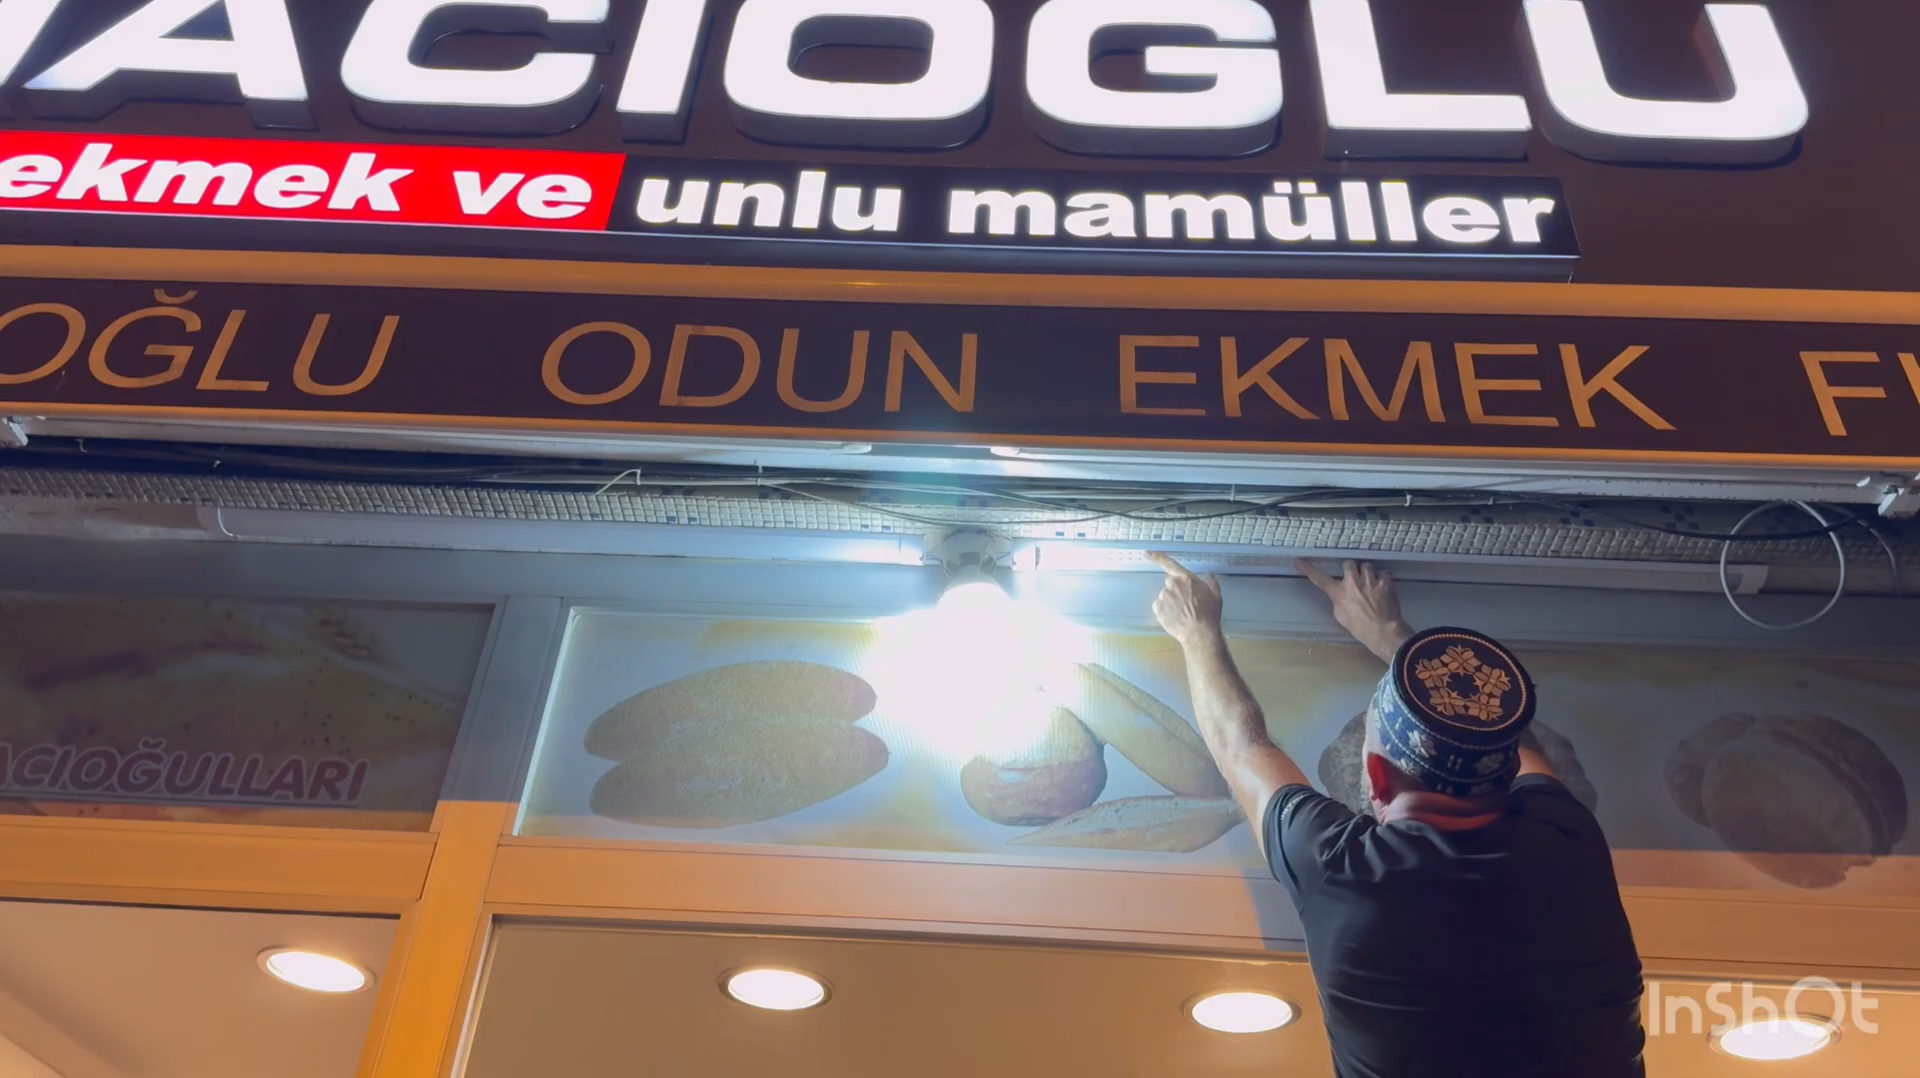 ACIOGLU
ekmek ve unlu mamüller
OĞLU ODUN EKMEK
ACIOĞULLARI
InShOt